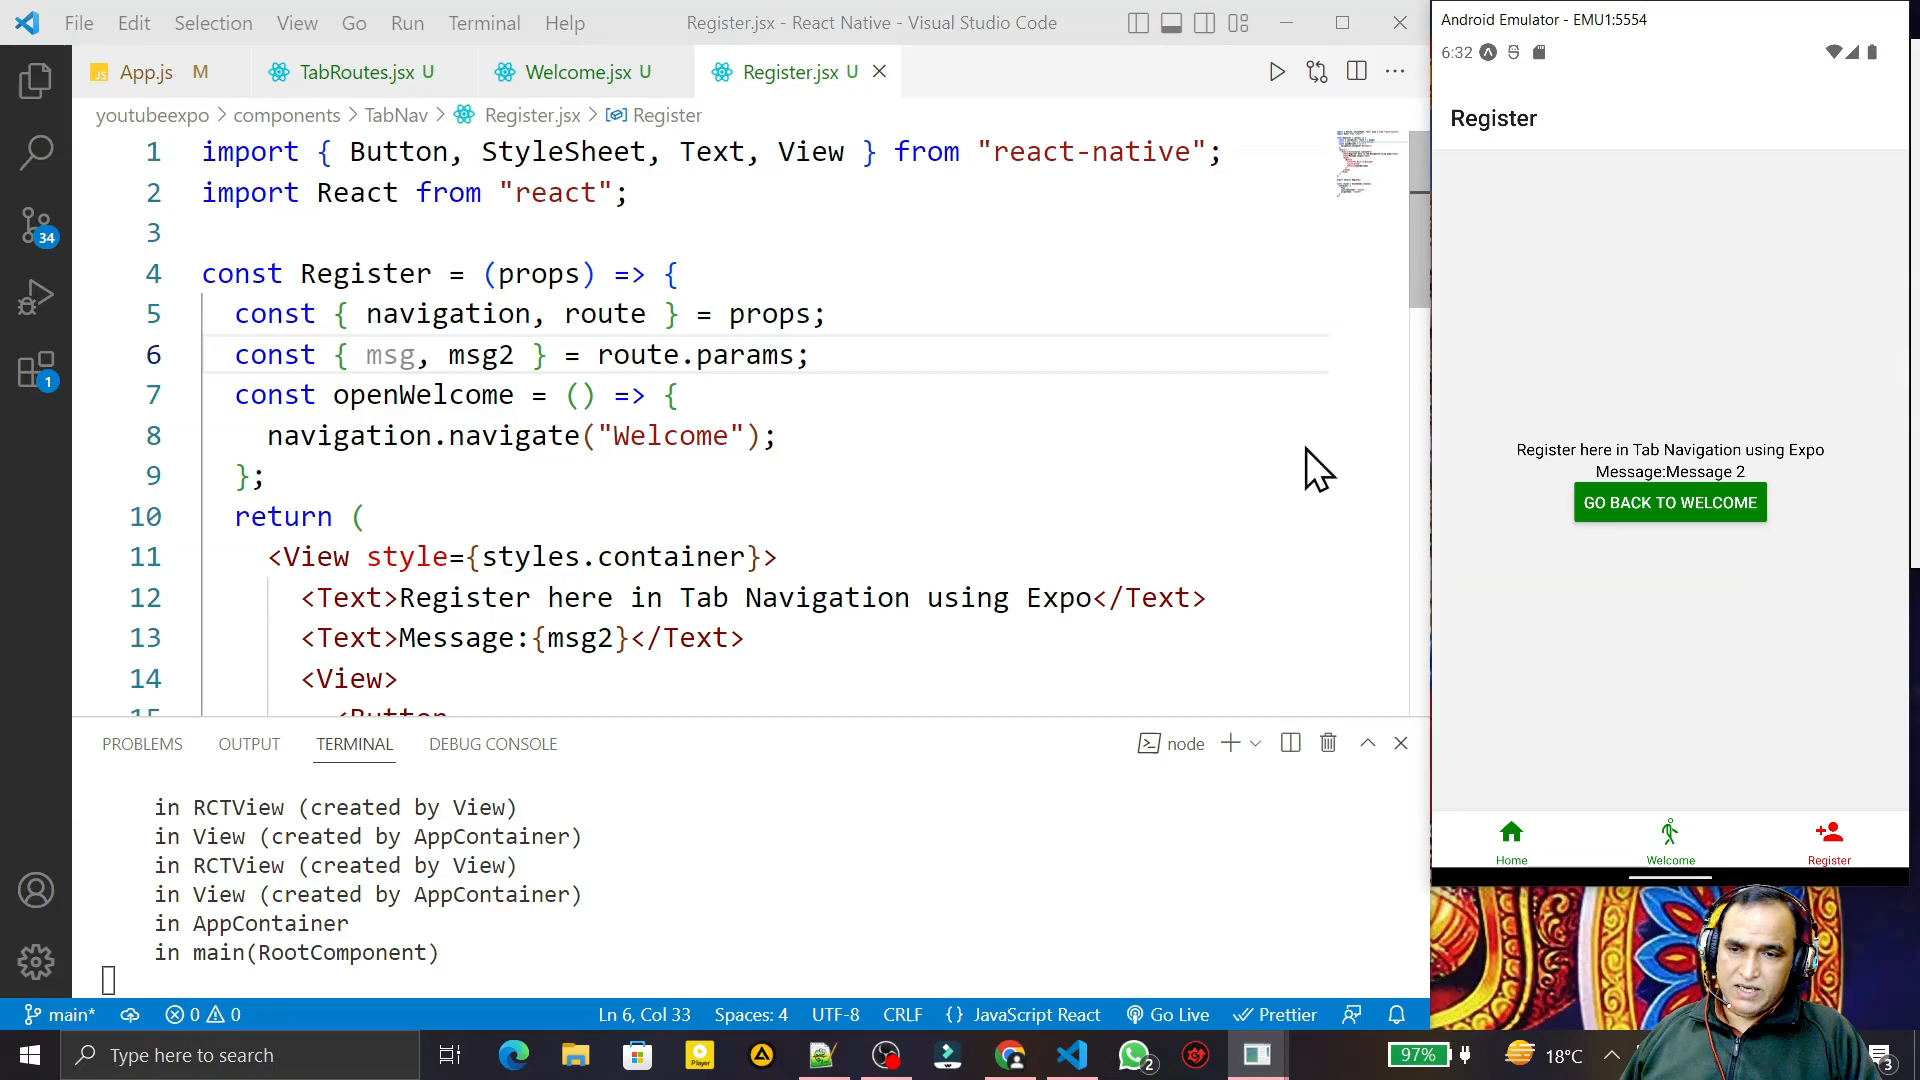 File Edit Selection View Go Run Terminal Help Register.jsx - React Native - Visual Studio Code
JS App.js M TabRoutes.jsx U Welcome.jsx U Register.jsx U
youtubeexpo > components > TabNav > Register.jsx > Register
1 import { Button, StyleSheet, Text, View } from "react-native";
2 import React from "react";
3
4 const Register = (props) => {
5 const { navigation, route } = props;
6 const { msg, msg2 } = route.params;
7 const openWelcome = () => {
8 navigation.navigate("Welcome");
9 };
10 return (
11 <View style={styles.container}>
12 <Text>Register here in Tab Navigation using Expo</Text>
13 <Text>Message:{msg2}</Text>
14 <View>
15 <Button
34
1
PROBLEMS OUTPUT TERMINAL DEBUG CONSOLE node
in RCTView (created by View)
in View (created by AppContainer)
in RCTView (created by View)
in View (created by AppContainer)
in AppContainer
in main(RootComponent)
main* 0 0 Ln 6, Col 33 Spaces: 4 UTF-8 CRLF {} JavaScript React Go Live Prettier
Type here to search Player 2 97% 18°C 3
Android Emulator - EMU1:5554
6:32
Register
Register here in Tab Navigation using Expo
Message:Message 2
GO BACK TO WELCOME
Home Welcome Register